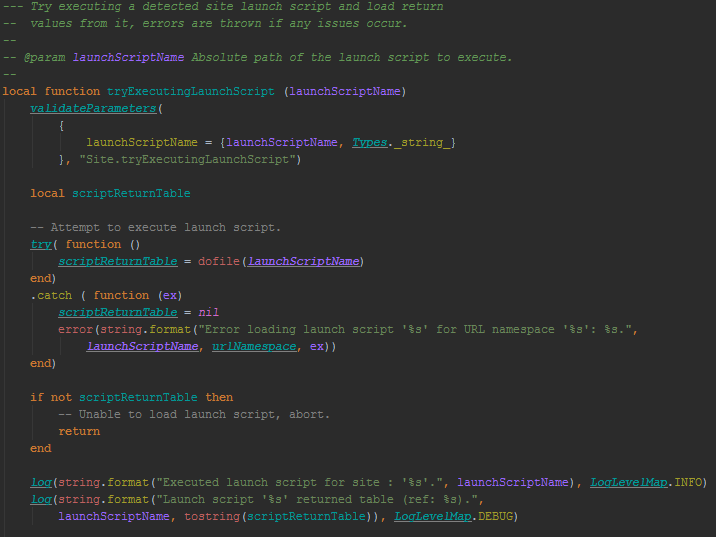 --- Try executing a detected site launch script and load return
--  values from it, errors are thrown if any issues occur.
--
-- @param launchScriptName Absolute path of the launch script to execute.
--
local function tryExecutingLaunchScript (launchScriptName)
    validateParameters(
        {
            launchScriptName = {launchScriptName, Types._string_}
        }, "Site.tryExecutingLaunchScript")
    local scriptReturnTable
    -- Attempt to execute launch script.
    try( function ()
        scriptReturnTable = dofile(launchScriptName)
    end)
    .catch ( function (ex)
        scriptReturnTable = nil
        error(string.format("Error loading launch script '%s' for URL namespace '%s': %s.",
            launchScriptName, urlNamespace, ex))
    end)
    if not scriptReturnTable then
        -- Unable to load launch script, abort.
        return
    end
    log(string.format("Executed launch script for site : '%s'.", launchScriptName), LogLevelMap.INFO)
    log(string.format("Launch script '%s' returned table (ref: %s).",
        launchScriptName, tostring(scriptReturnTable)), LogLevelMap.DEBUG)